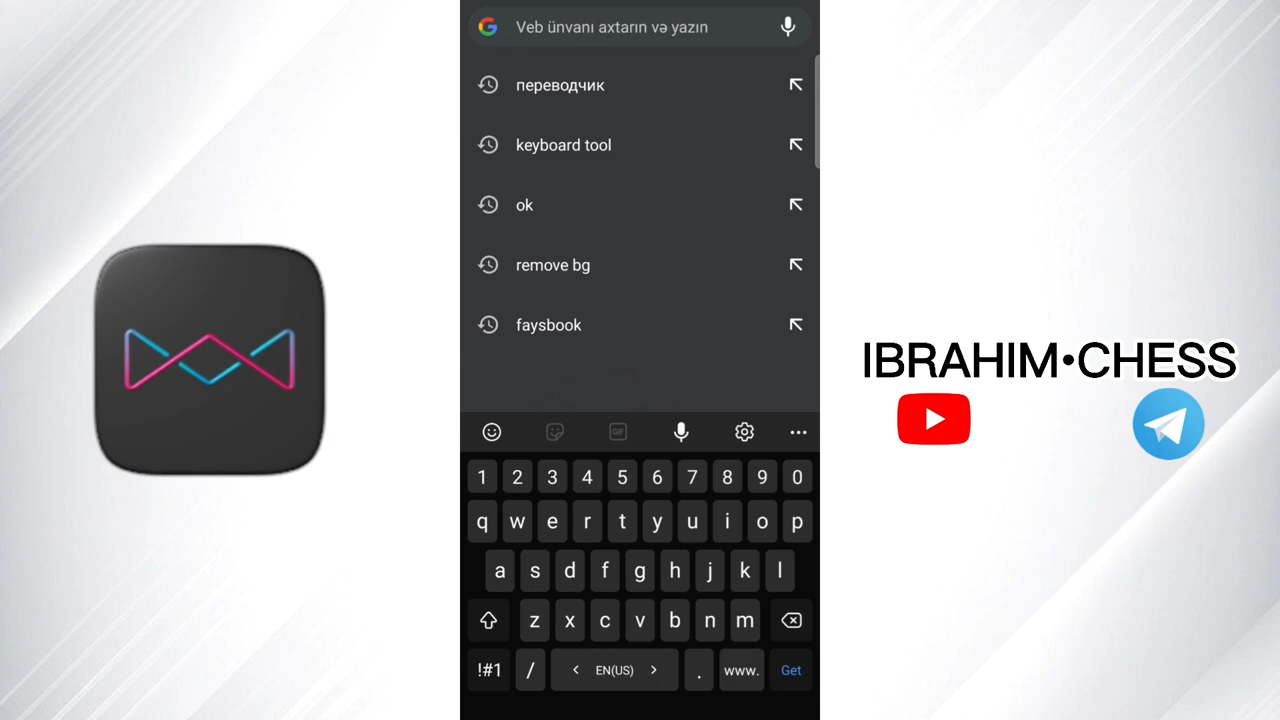 Veb ünvanı axtarın və yazın
переводчик
keyboard tool
ok
remove bg
faysbook
IBRAHIM•CHESS
GIF
1 2 3 4 5 6 7 8 9 0
q w e r t y u i o p
a s d f g h j k l
z x c v b n m
!#1 / < EN(US) > . www. Get